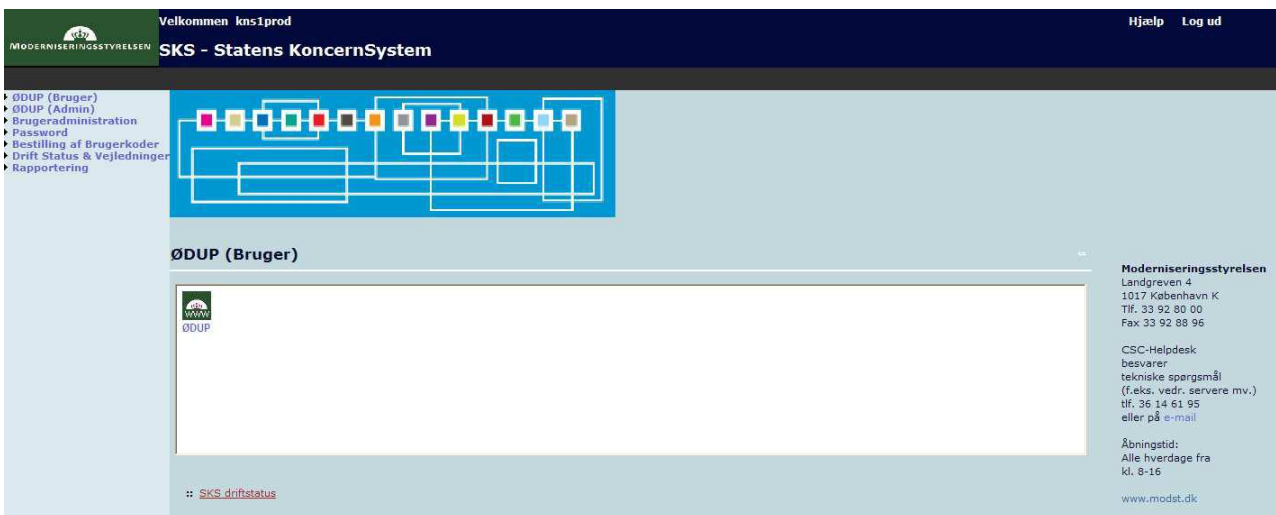 Velkommen kns1prod
Hjælp Log ud
MODERNISERINGSSTYRELSEN
SKS - Statens KoncernSystem
ØDUP (Bruger)
ØDUP (Admin)
Brugeradministration
Password
Bestilling af Brugerkoder
Drift Status & Vejledninger
Rapportering
ØDUP (Bruger)
WWW
ØDUP
:: SKS driftstatus
Moderniseringsstyrelsen
Landgreven 4
1017 København K
Tlf. 33 92 80 00
Fax 33 92 88 96
CSC-Helpdesk
besvarer
tekniske spørgsmål
(f.eks. vedr. servere mv.)
tlf. 36 14 61 95
eller på e-mail
Åbningstid:
Alle hverdage fra
kl. 8-16
www.modst.dk